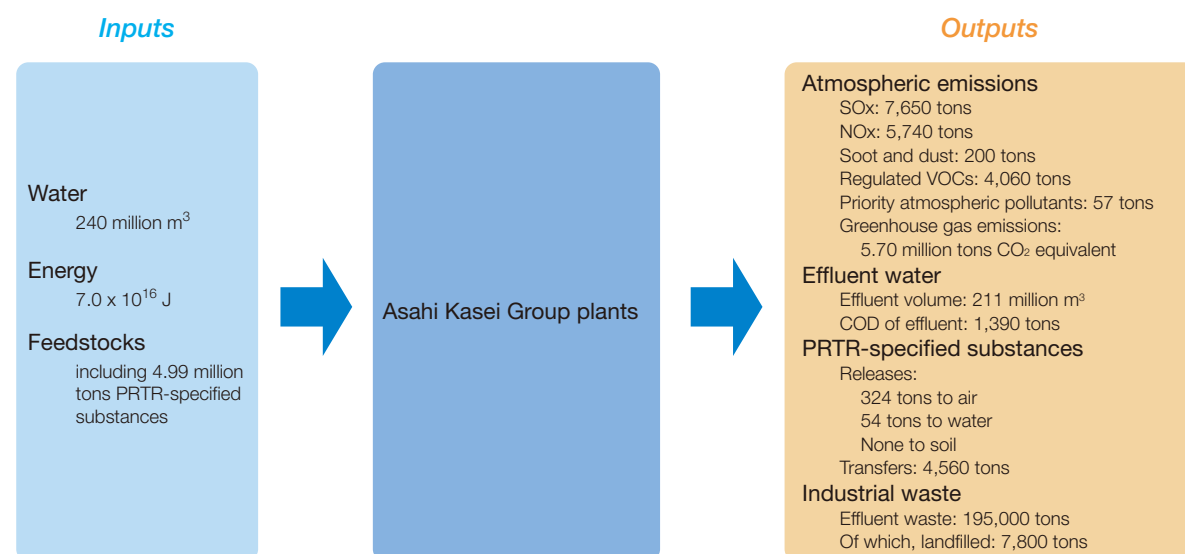 Inputs
Water
240 million m³
Energy
7.0 x 10¹⁶ J
Feedstocks
including 4.99 million
tons PRTR-specified
substances
Asahi Kasei Group plants
Outputs
Atmospheric emissions
SOx: 7,650 tons
NOx: 5,740 tons
Soot and dust: 200 tons
Regulated VOCs: 4,060 tons
Priority atmospheric pollutants: 57 tons
Greenhouse gas emissions:
5.70 million tons CO₂ equivalent
Effluent water
Effluent volume: 211 million m³
COD of effluent: 1,390 tons
PRTR-specified substances
Releases:
324 tons to air
54 tons to water
None to soil
Transfers: 4,560 tons
Industrial waste
Effluent waste: 195,000 tons
Of which, landfilled: 7,800 tons